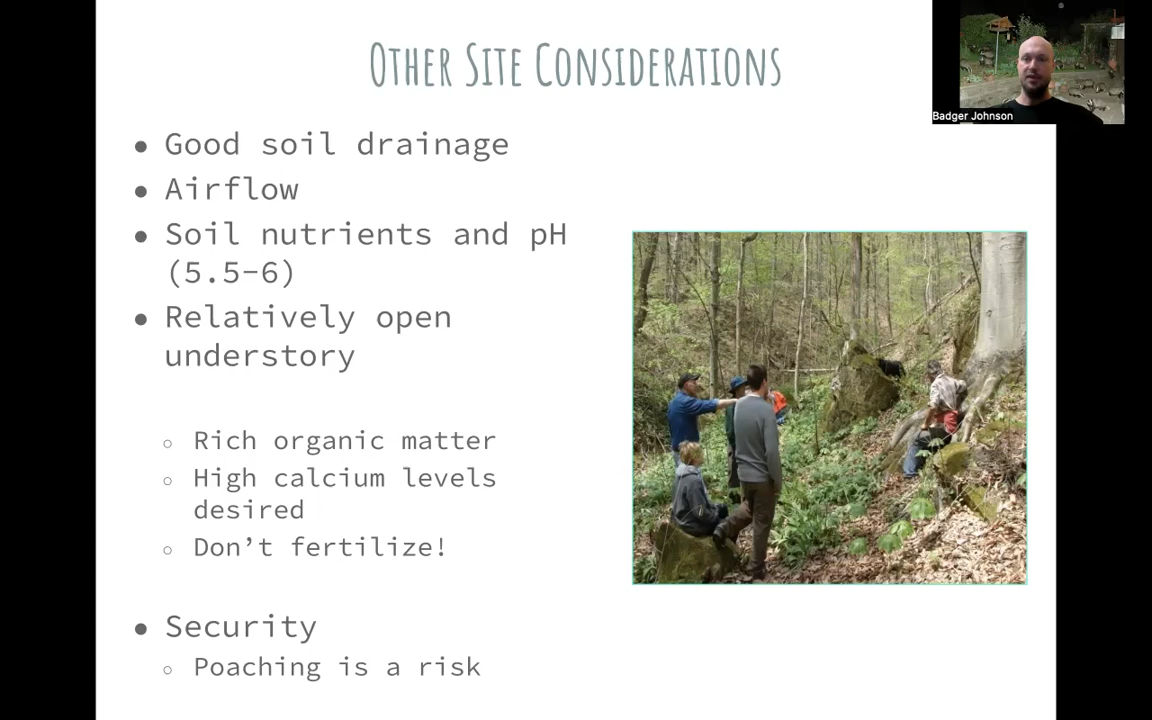 Other Site Considerations
Badger Johnson
● Good soil drainage
● Airflow
● Soil nutrients and pH
(5.5-6)
● Relatively open
understory
○ Rich organic matter
○ High calcium levels
desired
○ Don't fertilize!
● Security
○ Poaching is a risk